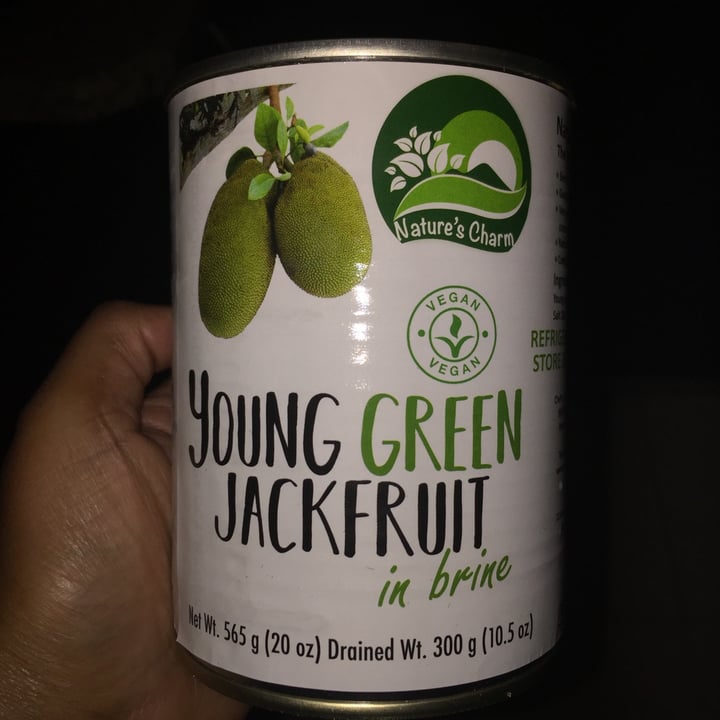 Nature's Charm
VEGAN
VEGAN
YOUNG GREEN
JACKFRUIT
in brine
Net Wt. 565 g (20 oz) Drained Wt. 300 g (10.5 oz)
STORE